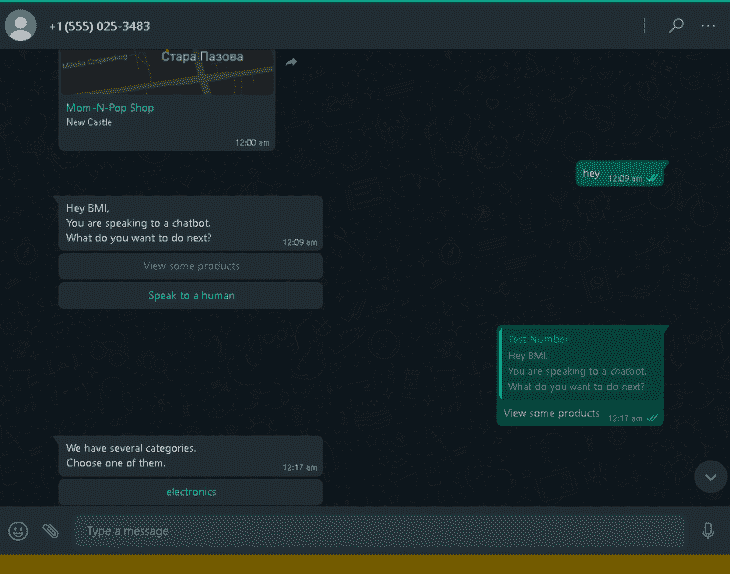 +1 (555) 025-3483
Стара Пазова
Mom-N-Pop Shop
New Castle
12:00 am
hey
12:09 am
Hey BMI,
You are speaking to a chatbot.
What do you want to do next?
12:09 am
View some products
Speak to a human
Test Number
Hey BMI,
You are speaking to a chatbot.
What do you want to do next?
View some products
12:17 am
We have several categories.
Choose one of them.
12:17 am
electronics
Type a message